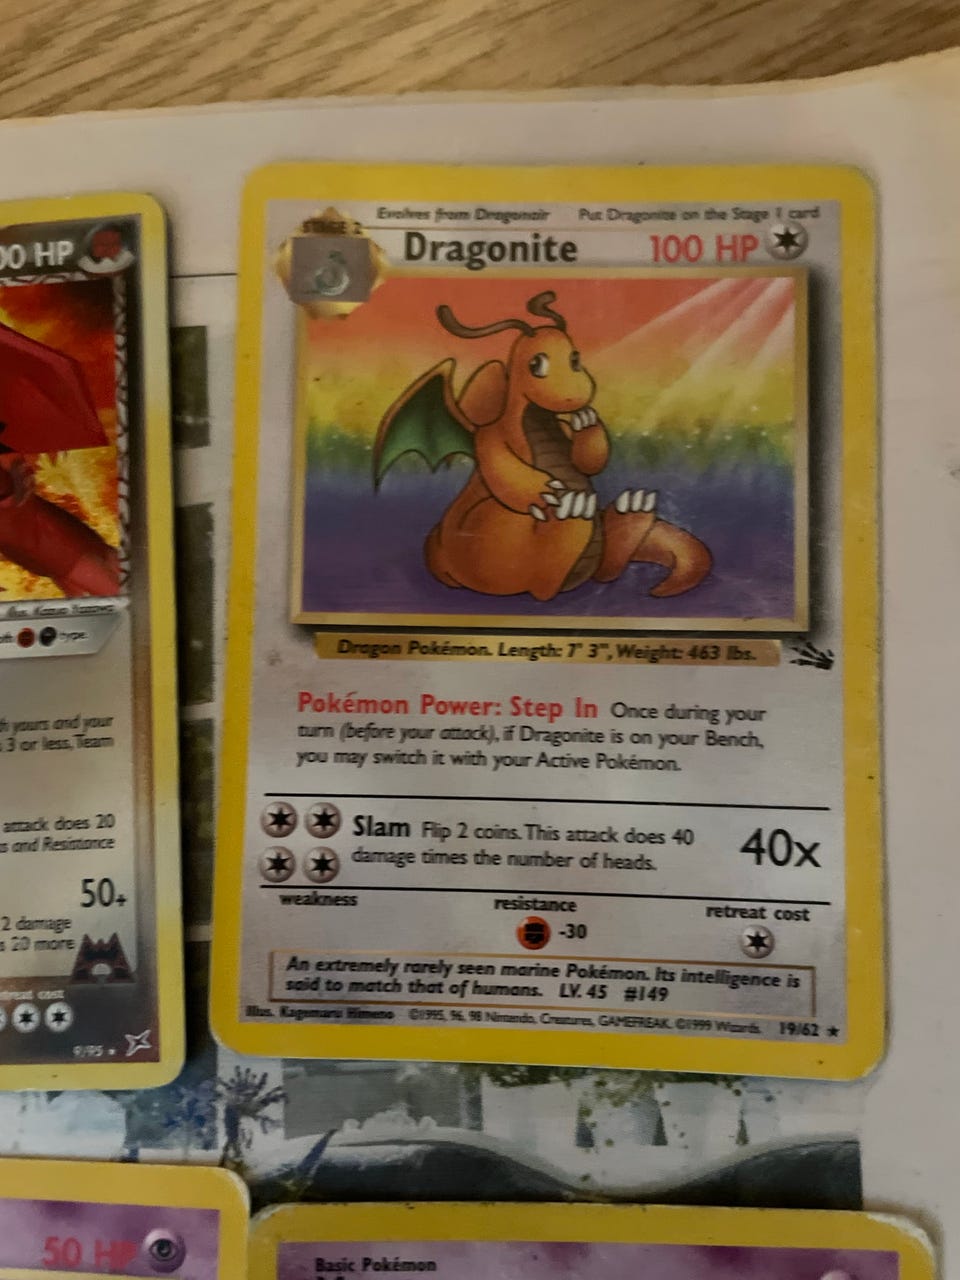 Evolves from Dragonair Put Dragonite on the Stage 1 card
STAGE 2
Dragonite 100 HP
Dragon Pokémon. Length: 7' 3", Weight: 463 lbs.
Pokémon Power: Step In Once during your
turn (before your attack), if Dragonite is on your Bench,
you may switch it with your Active Pokémon.
Slam Flip 2 coins. This attack does 40
damage times the number of heads.
40x
weakness resistance retreat cost
-30
An extremely rarely seen marine Pokémon. Its intelligence is
said to match that of humans. LV. 45 #149
Illus. Kagemaru Himeno ©1995, 96, 98 Nintendo, Creatures, GAMEFREAK. ©1999 Wizards. 19/62
00 HP
type.
yours and your
3 or less, Team
attack does 20
s and Resistance
50+
2 damage
s 20 more
retreat cost
9/95
50 HP
Basic Pokémon